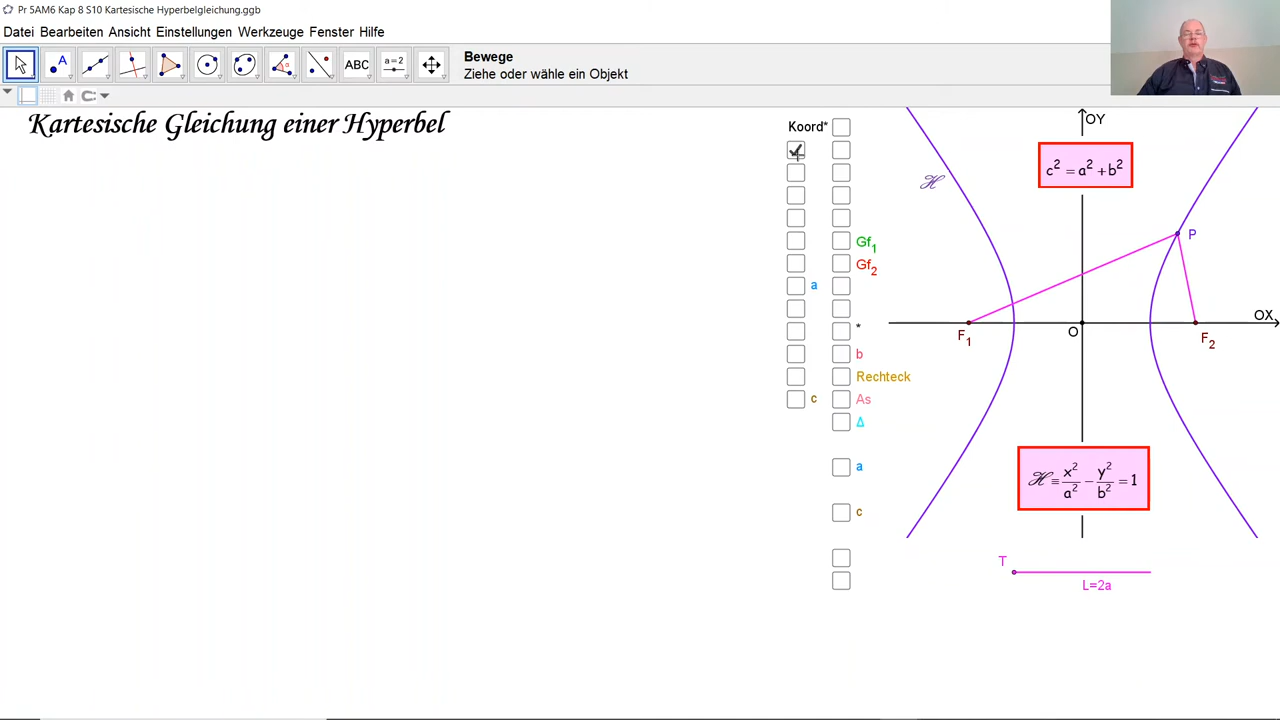 Pr 5AM6 Kap 8 S10 Kartesische Hyperbelgleichung.ggb
Datei Bearbeiten Ansicht Einstellungen Werkzeuge Fenster Hilfe
ABC
a=2
Bewege
Ziehe oder wähle ein Objekt
Kartesische Gleichung einer Hyperbel
Koord*
Gf₁
Gf₂
a
*
b
Rechteck
c
As
Δ
a
c
OY
c² = a² + b²
ℋ
P
OX
F₁
O
F₂
ℋ ≡ x²/a² − y²/b² = 1
T
L=2a